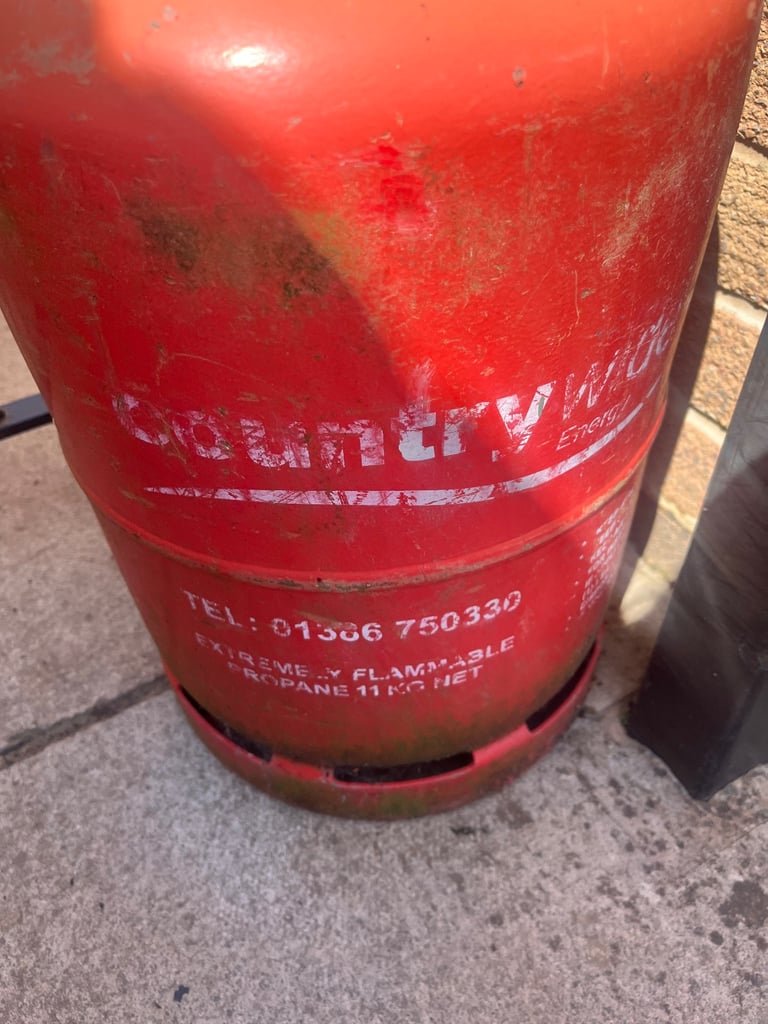 countrywide
Energy
TEL: 01386 750330
EXTREMELY FLAMMABLE
PROPANE 11 KG NET